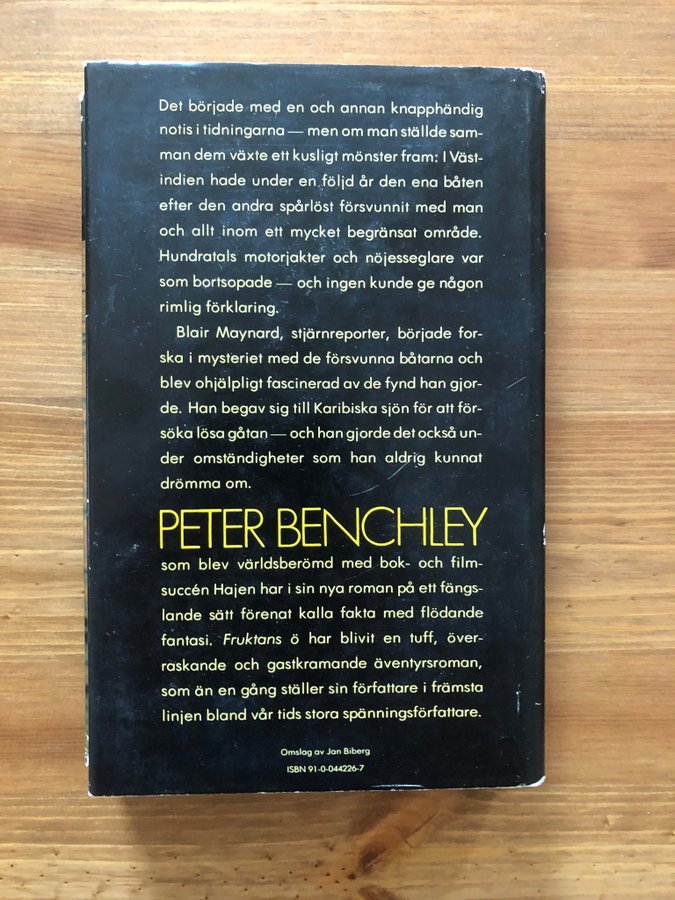 Det började med en och annan knapphändig
notis i tidningarna — men om man ställde sam-
man dem växte ett kusligt mönster fram: I Väst-
indien hade under en följd år den ena båten
efter den andra spårlöst försvunnit med man
och allt inom ett mycket begränsat område.
Hundratals motorjakter och nöjesseglare var
som bortsopade — och ingen kunde ge någon
rimlig förklaring.
Blair Maynard, stjärnreporter, började for-
ska i mysteriet med de försvunna båtarna och
blev ohjälpligt fascinerad av de fynd han gjor-
de. Han begav sig till Karibiska sjön för att för-
söka lösa gåtan — och han gjorde det också un-
der omständigheter som han aldrig kunnat
drömma om.
PETER BENCHLEY
som blev världsberömd med bok- och film-
succén Hajen har i sin nya roman på ett fängs-
lande sätt förenat kalla fakta med flödande
fantasi. Fruktans ö har blivit en tuff, över-
raskande och gastkramande äventyrsroman,
som än en gång ställer sin författare i främsta
linjen bland vår tids stora spänningsförfattare.
Omslag av Jan Biberg
ISBN 91-0-044226-7